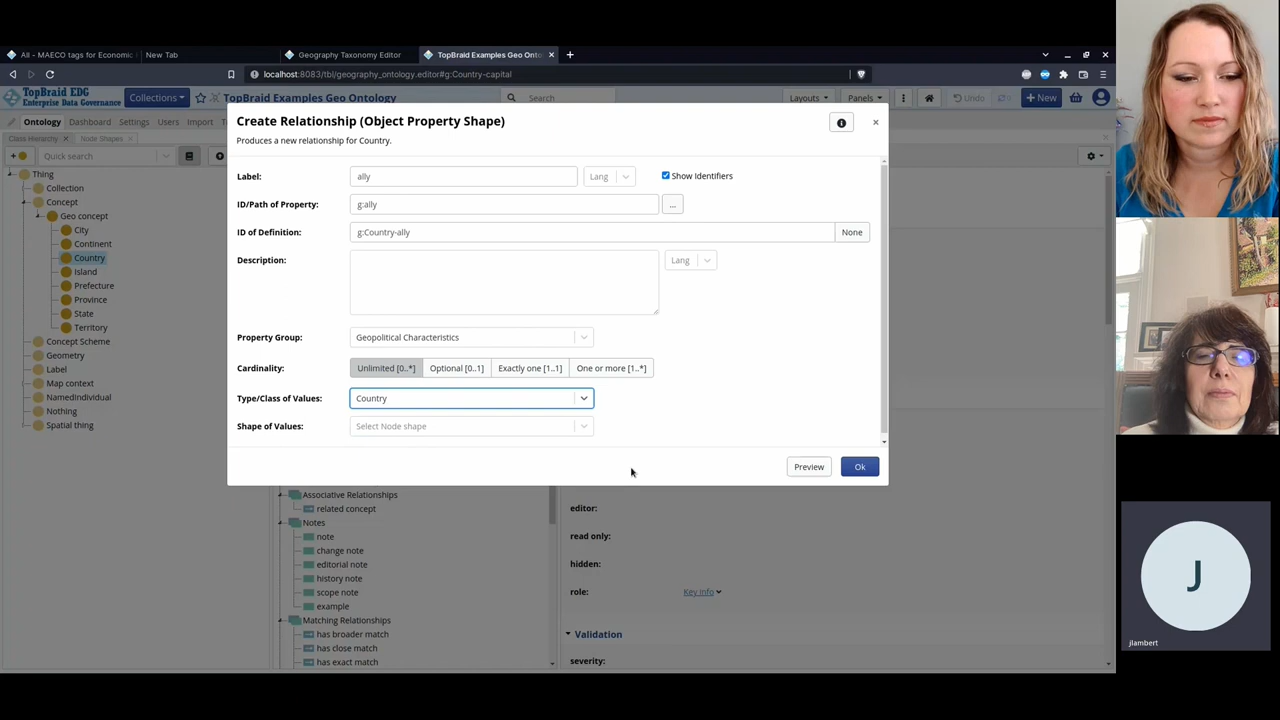 All - MAECO tags for Economic
New Tab
Geography Taxonomy Editor
TopBraid Examples Geo Onto
localhost:8083/tbl/geography_ontology.editor#g:Country-capital
TopBraid EDG
Enterprise Data Governance
Collections
TopBraid Examples Geo Ontology
Search
Layouts
Panels
Undo
+ New
Ontology
Dashboard
Settings
Users
Import
Class Hierarchy
Node Shapes
Quick search
Thing
Collection
Concept
Geo concept
City
Continent
Country
Island
Prefecture
Province
State
Territory
Concept Scheme
Geometry
Label
Map context
NamedIndividual
Nothing
Spatial thing
Create Relationship (Object Property Shape)
Produces a new relationship for Country.
Label: ally Lang Show Identifiers
ID/Path of Property: g:ally ...
ID of Definition: g:Country-ally None
Description: Lang
Property Group: Geopolitical Characteristics
Cardinality: Unlimited [0..*] Optional [0..1] Exactly one [1..1] One or more [1..*]
Type/Class of Values: Country
Shape of Values: Select Node shape
Preview Ok
Associative Relationships
related concept
Notes
note
change note
editorial note
history note
scope note
example
Matching Relationships
has broader match
has close match
has exact match
editor:
read only:
hidden:
role: Key Info
Validation
severity:
J
jlambert